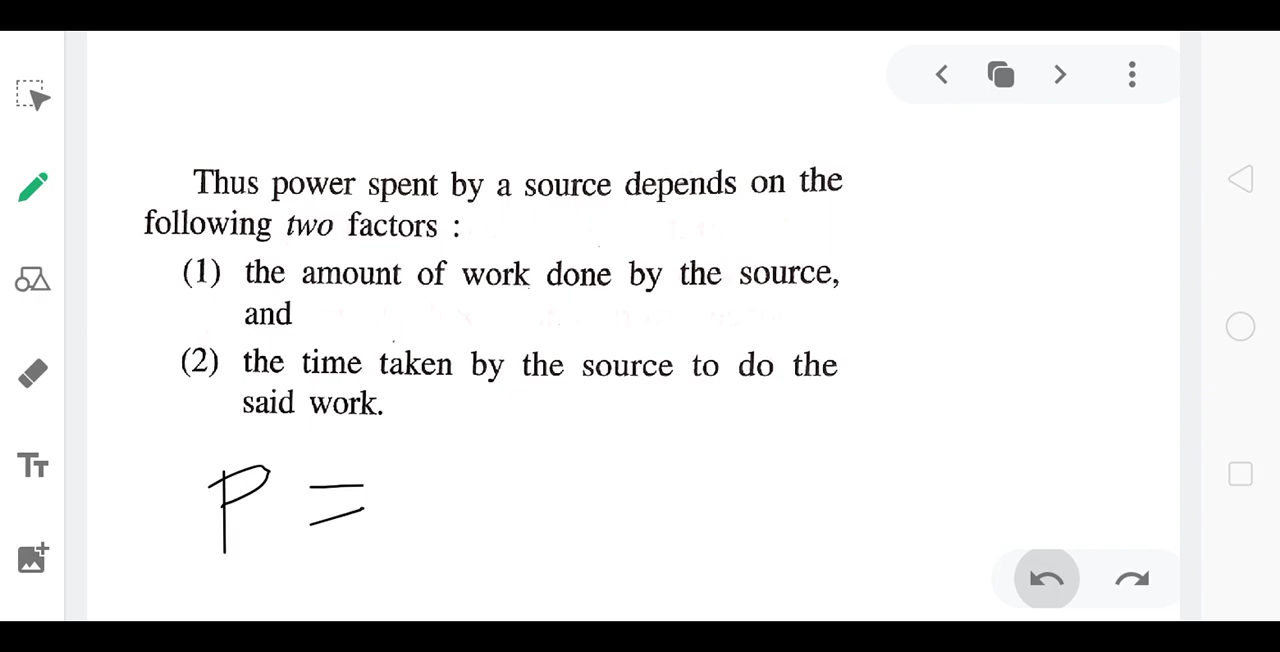 Thus power spent by a source depends on the
following two factors :
(1) the amount of work done by the source,
and
(2) the time taken by the source to do the
said work.
P =
TT